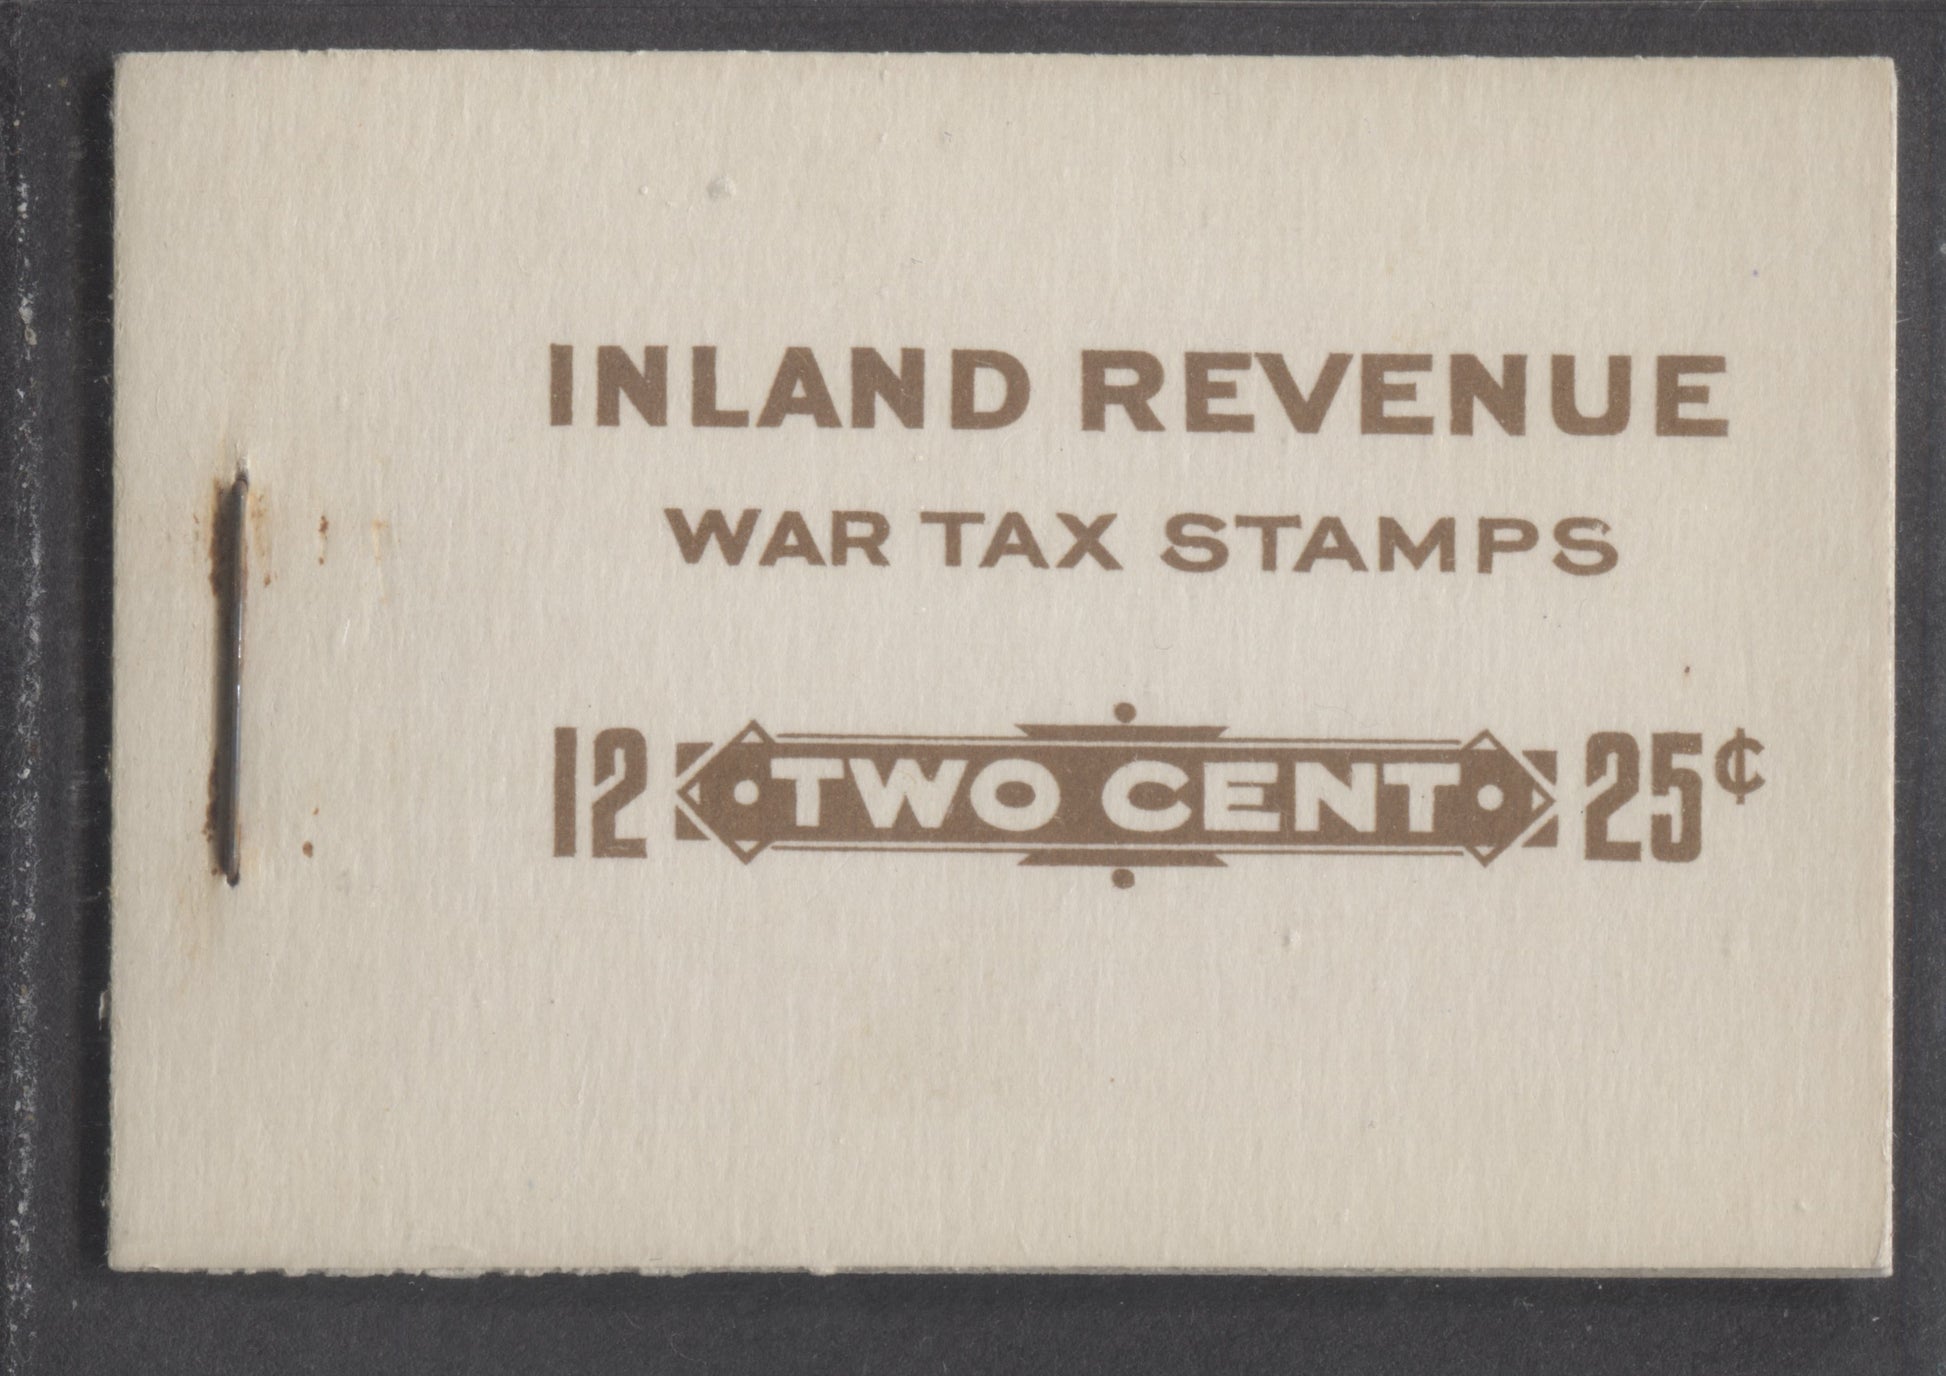 INLAND REVENUE
WAR TAX STAMPS
12 TWO CENT 25¢